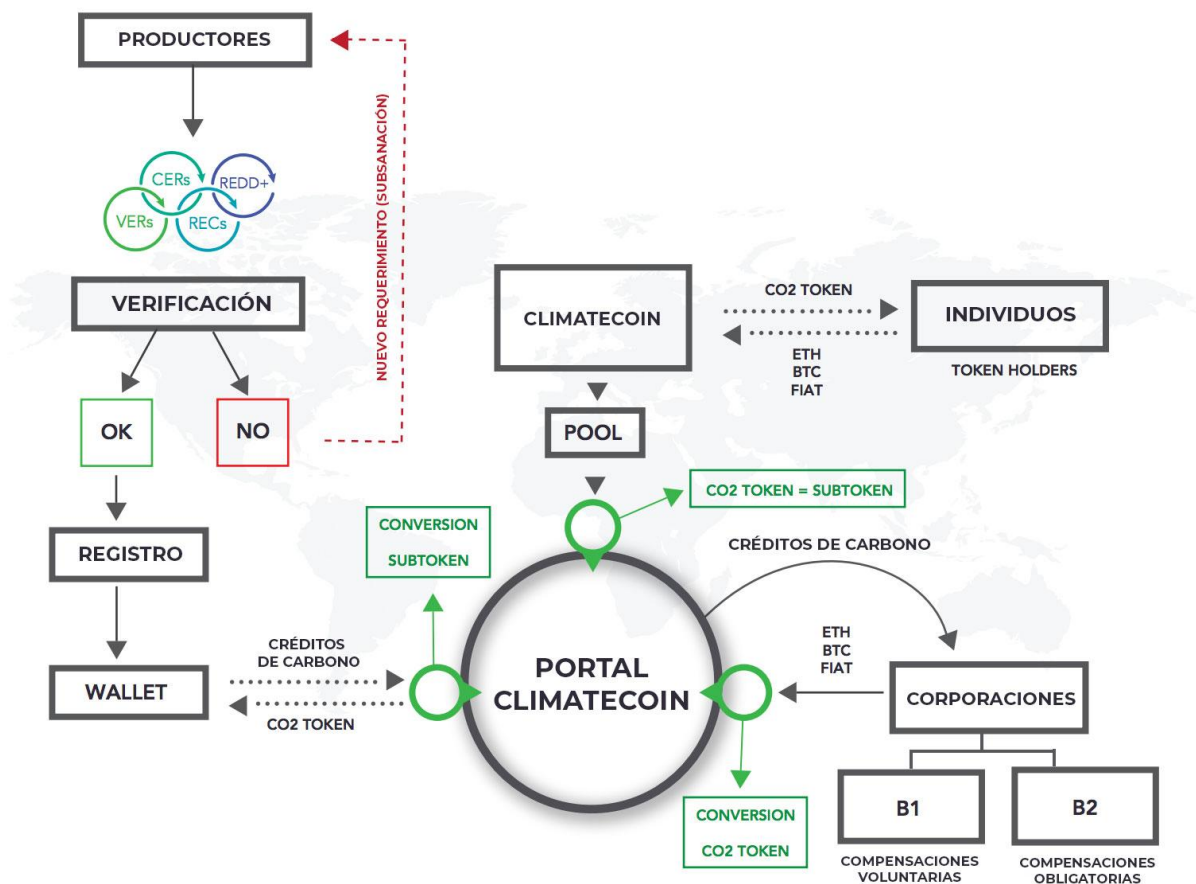 PRODUCTORES
CERs
REDD+
VERs
RECs
NUEVO REQUERIMIENTO (SUBSANACIÓN)
VERIFICACIÓN
OK
NO
REGISTRO
WALLET
CRÉDITOS
DE CARBONO
CO2 TOKEN
CONVERSION
SUBTOKEN
CLIMATECOIN
CO2 TOKEN
ETH
BTC
FIAT
INDIVIDUOS
TOKEN HOLDERS
POOL
CO2 TOKEN = SUBTOKEN
PORTAL
CLIMATECOIN
CRÉDITOS DE CARBONO
ETH
BTC
FIAT
CORPORACIONES
CONVERSION
CO2 TOKEN
B1
COMPENSACIONES
VOLUNTARIAS
B2
COMPENSACIONES
OBLIGATORIAS